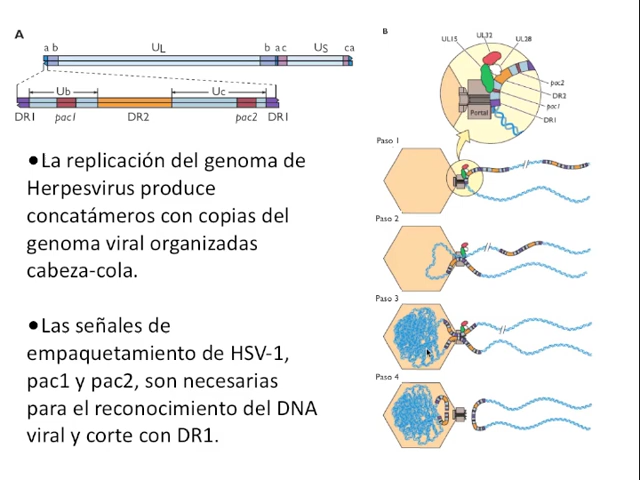 A
a b UL b a c US c a
Ub Uc
DR1 pac1 DR2 pac2 DR1
●La replicación del genoma de
Herpesvirus produce
concatámeros con copias del
genoma viral organizadas
cabeza-cola.
●Las señales de
empaquetamiento de HSV-1,
pac1 y pac2, son necesarias
para el reconocimiento del DNA
viral y corte con DR1.
B
UL15 UL32 UL28
pac2
DR2
pac1
DR1
Portal
Paso 1
Paso 2
Paso 3
Paso 4